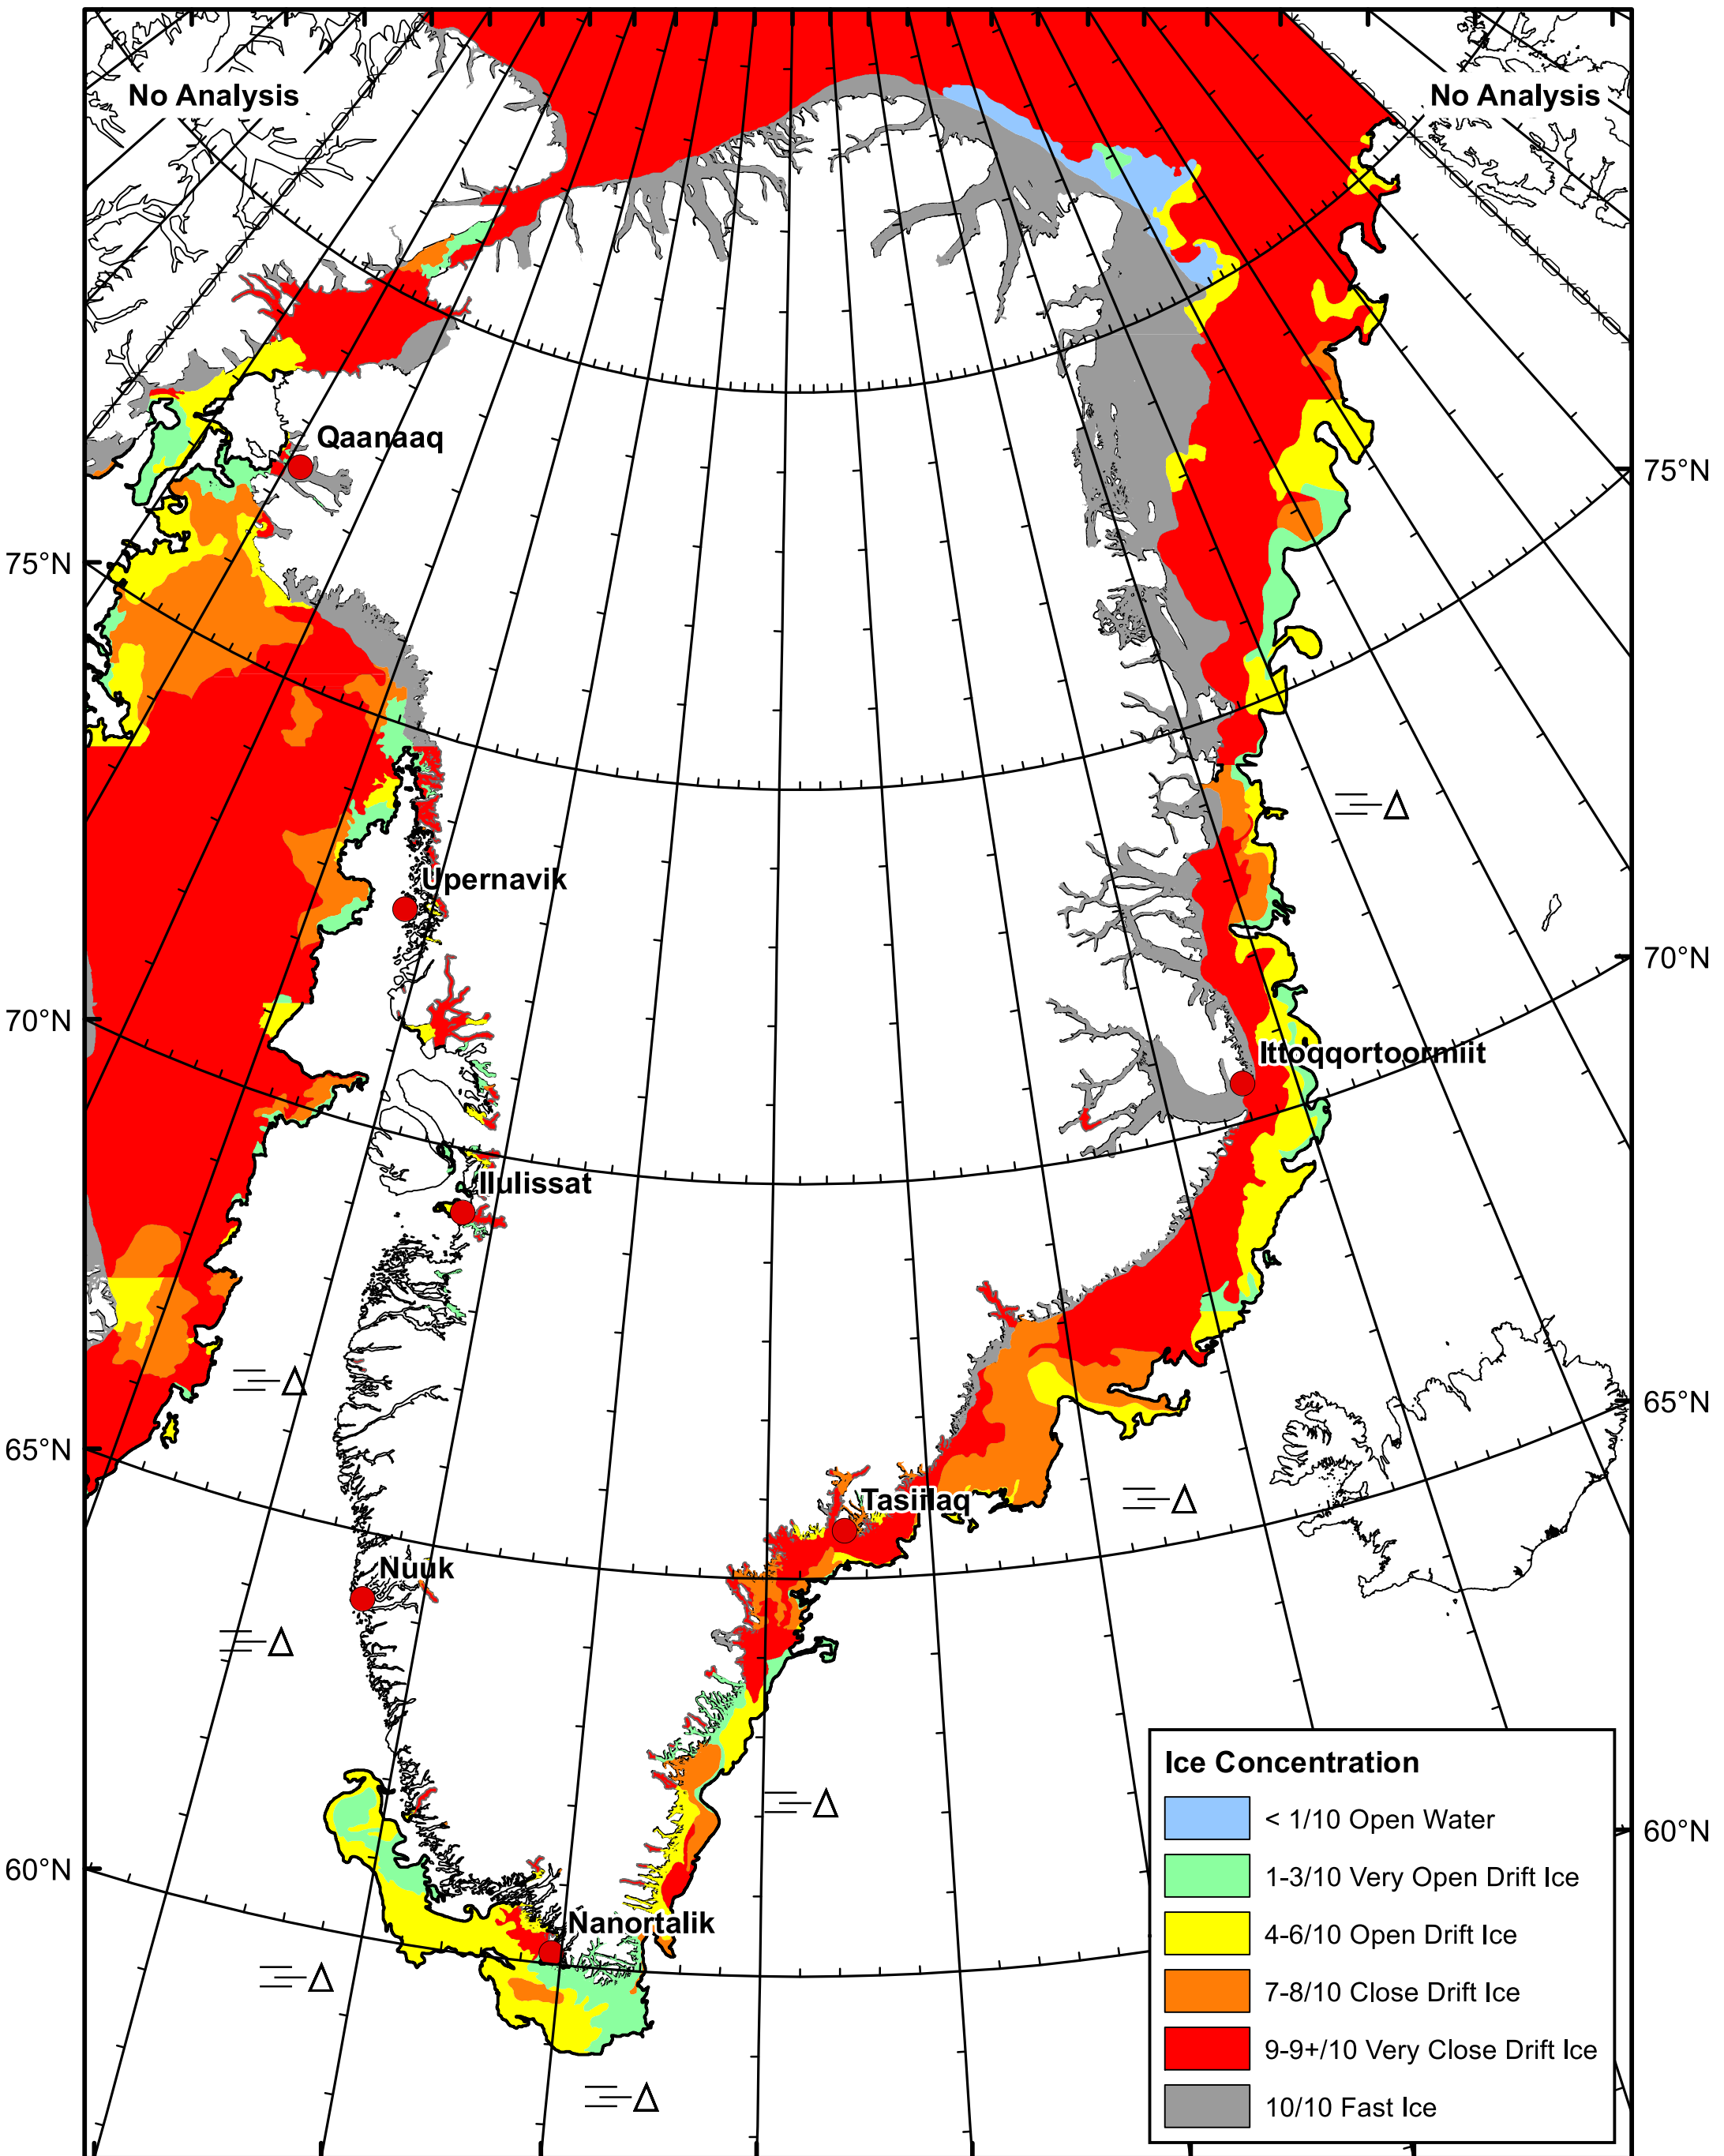 No Analysis
No Analysis
Qaanaaq
75°N
75°N
Upernavik
70°N
70°N
Ittoqqortoormiit
Ilulissat
65°N
65°N
Tasiilaq
Nuuk
60°N
60°N
Nanortalik
Ice Concentration
< 1/10 Open Water
1-3/10 Very Open Drift Ice
4-6/10 Open Drift Ice
7-8/10 Close Drift Ice
9-9+/10 Very Close Drift Ice
10/10 Fast Ice